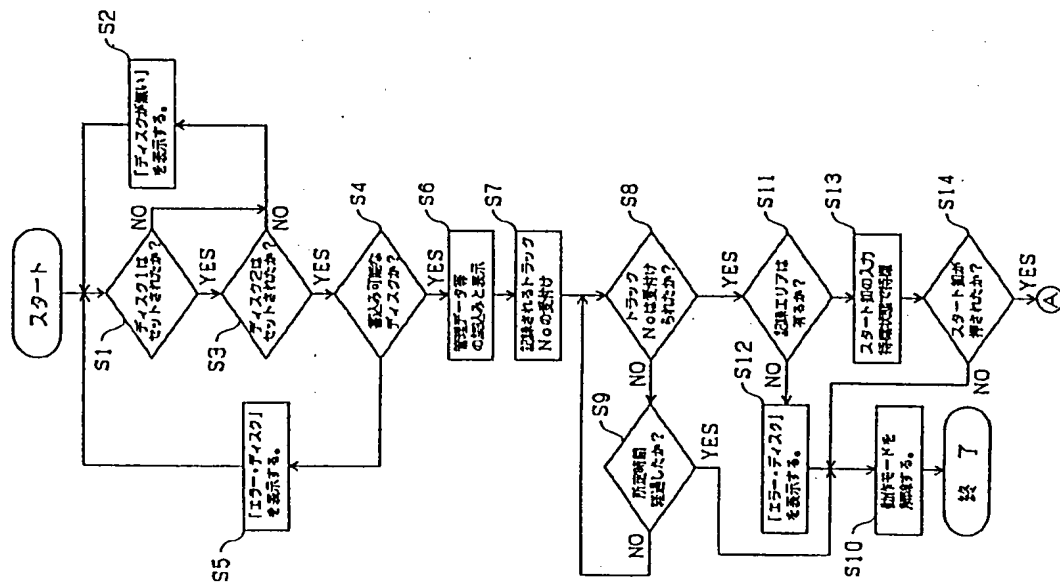 スタート
S1
ディスク1は
セットされたか?
NO
YES
S2
「ディスクが無い」
を表示する。
S3
ディスク2は
セットされたか?
NO
YES
S4
書込み可能な
ディスクか?
YES
S5
「エラー・ディスク」
を表示する。
S6
管理データ等
の読込みと表示
S7
記録されるトラック
Noの受付け
S8
トラック
Noは受付け
られたか?
NO
YES
S9
所定時間
経過したか?
NO
YES
S11
記録エリアは
有るか?
NO
S12
「エラー・ディスク」
を表示する。
S13
スタート釦の入力
待機状態で待機
S14
スタート釦が
押されたか?
NO
YES
A
S10
動作モードを
解除する。
終 了